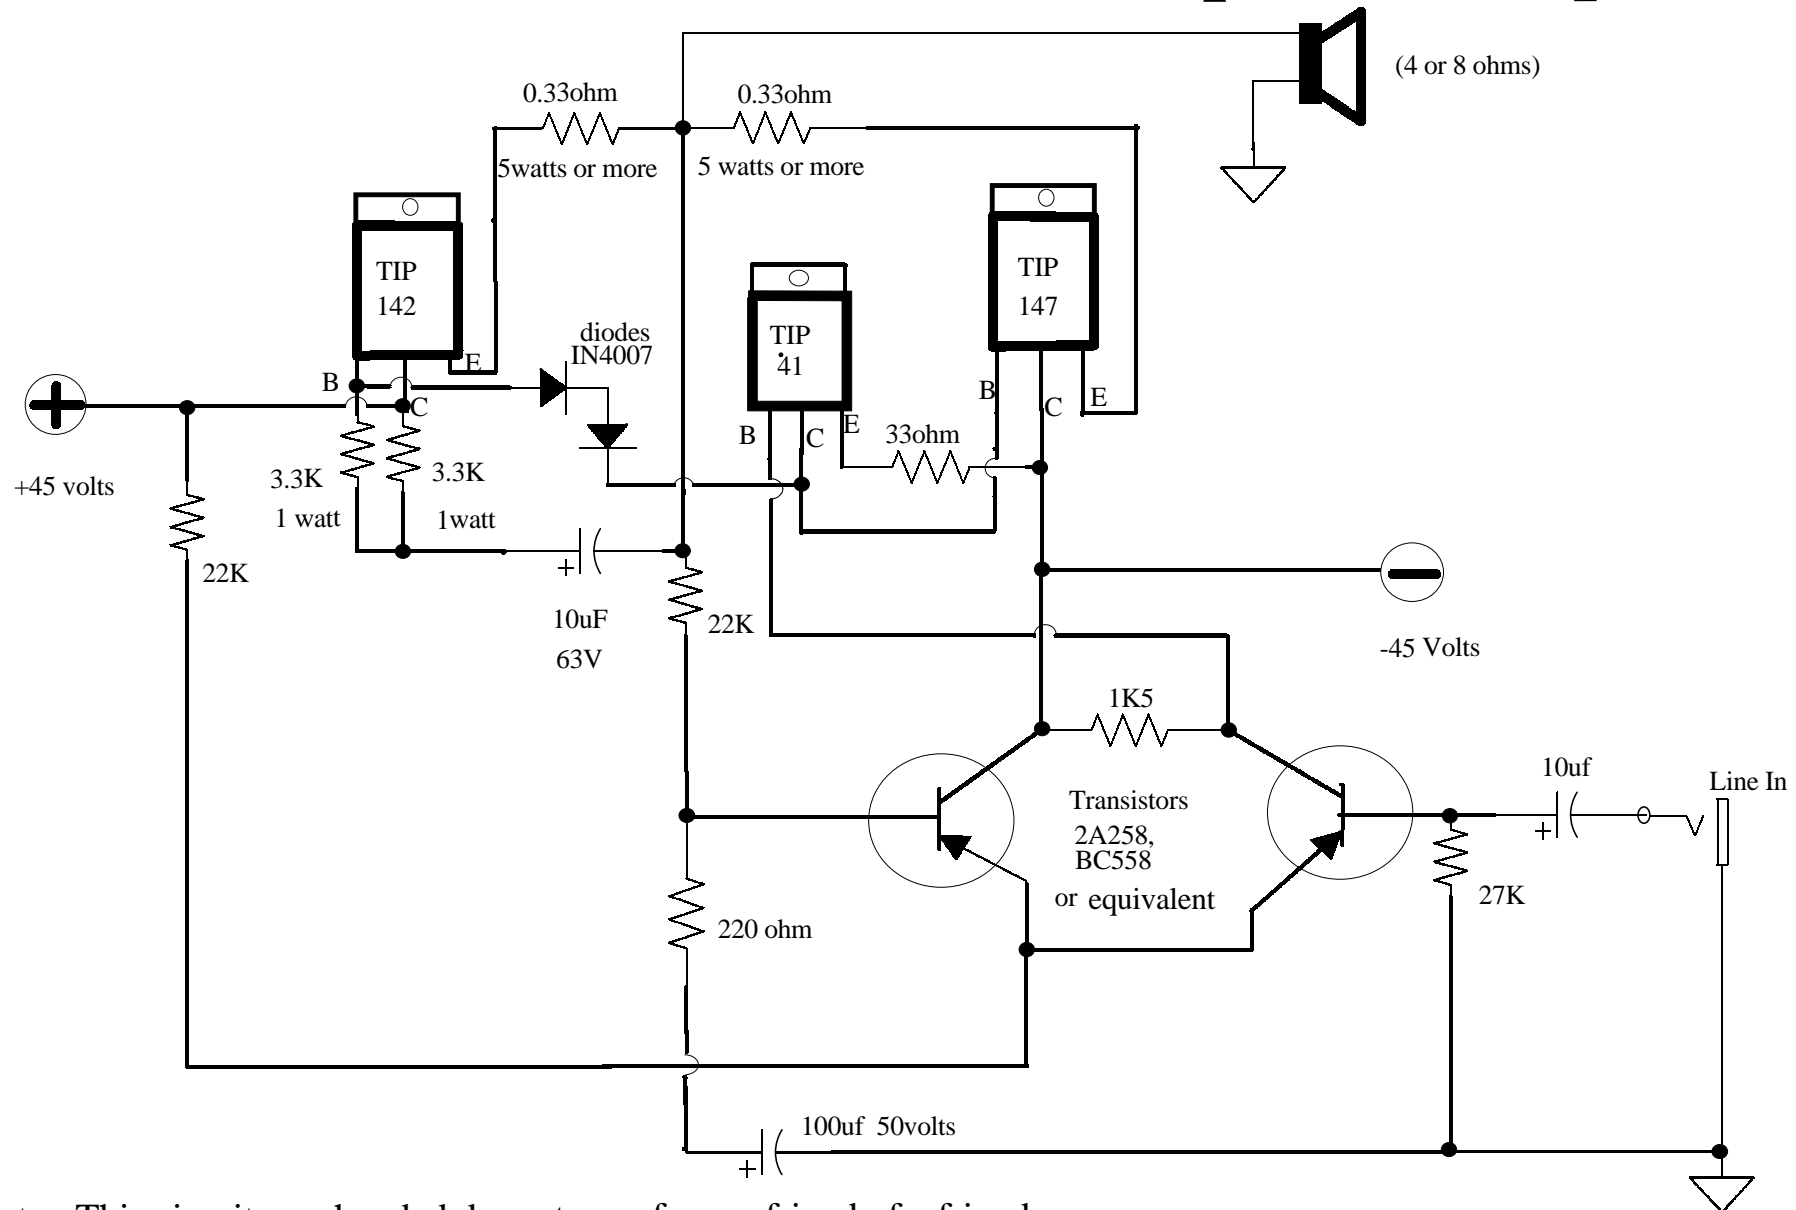 (4 or 8 ohms)
0.33ohm
0.33ohm
5watts or more
5 watts or more
TIP
142
TIP
41
TIP
147
diodes
IN4007
B
C
E
B
C
E
B
C
E
33ohm
+45 volts
3.3K
1 watt
3.3K
1watt
22K
+
10uF
63V
22K
-45 Volts
1K5
Transistors
2A258,
BC558
or equivalent
10uf
+
Line In
27K
220 ohm
100uf 50volts
+